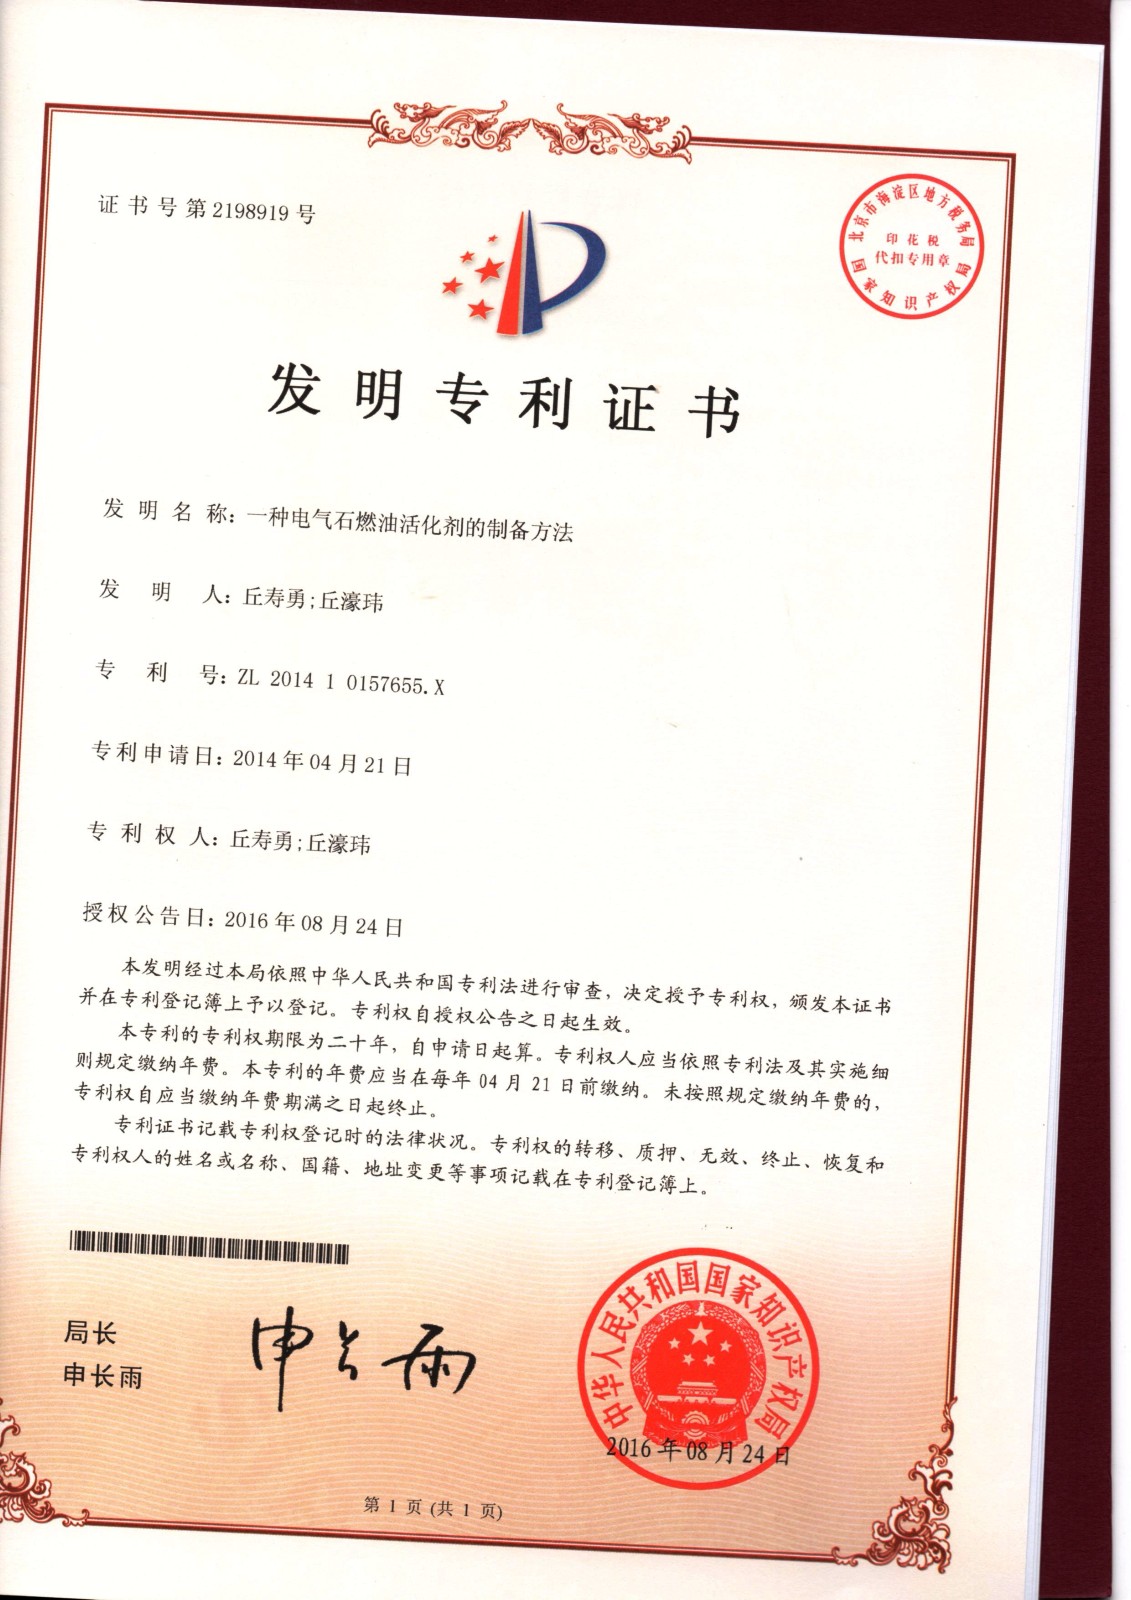 证书号第2198919号
北京市海淀区地方税务局
印花税
代扣专用章
国家知识产权局
发明专利证书
发明名称：一种电气石燃油活化剂的制备方法
发明人：丘寿勇;丘濠玮
专利号：ZL 2014 1 0157655.X
专利申请日：2014年04月21日
专利权人：丘寿勇;丘濠玮
授权公告日：2016年08月24日
本发明经过本局依照中华人民共和国专利法进行审查，决定授予专利权，颁发本证书
并在专利登记簿上予以登记。专利权自授权公告之日起生效。
本专利的专利权期限为二十年，自申请日起算。专利权人应当依照专利法及其实施细
则规定缴纳年费。本专利的年费应当在每年04月21日前缴纳。未按照规定缴纳年费的，
专利权自应当缴纳年费期满之日起终止。
专利证书记载专利权登记时的法律状况。专利权的转移、质押、无效、终止、恢复和
专利权人的姓名或名称、国籍、地址变更等事项记载在专利登记簿上。
局长
申长雨
申长雨
中华人民共和国国家知识产权局
2016年08月24日
第1页(共1页)